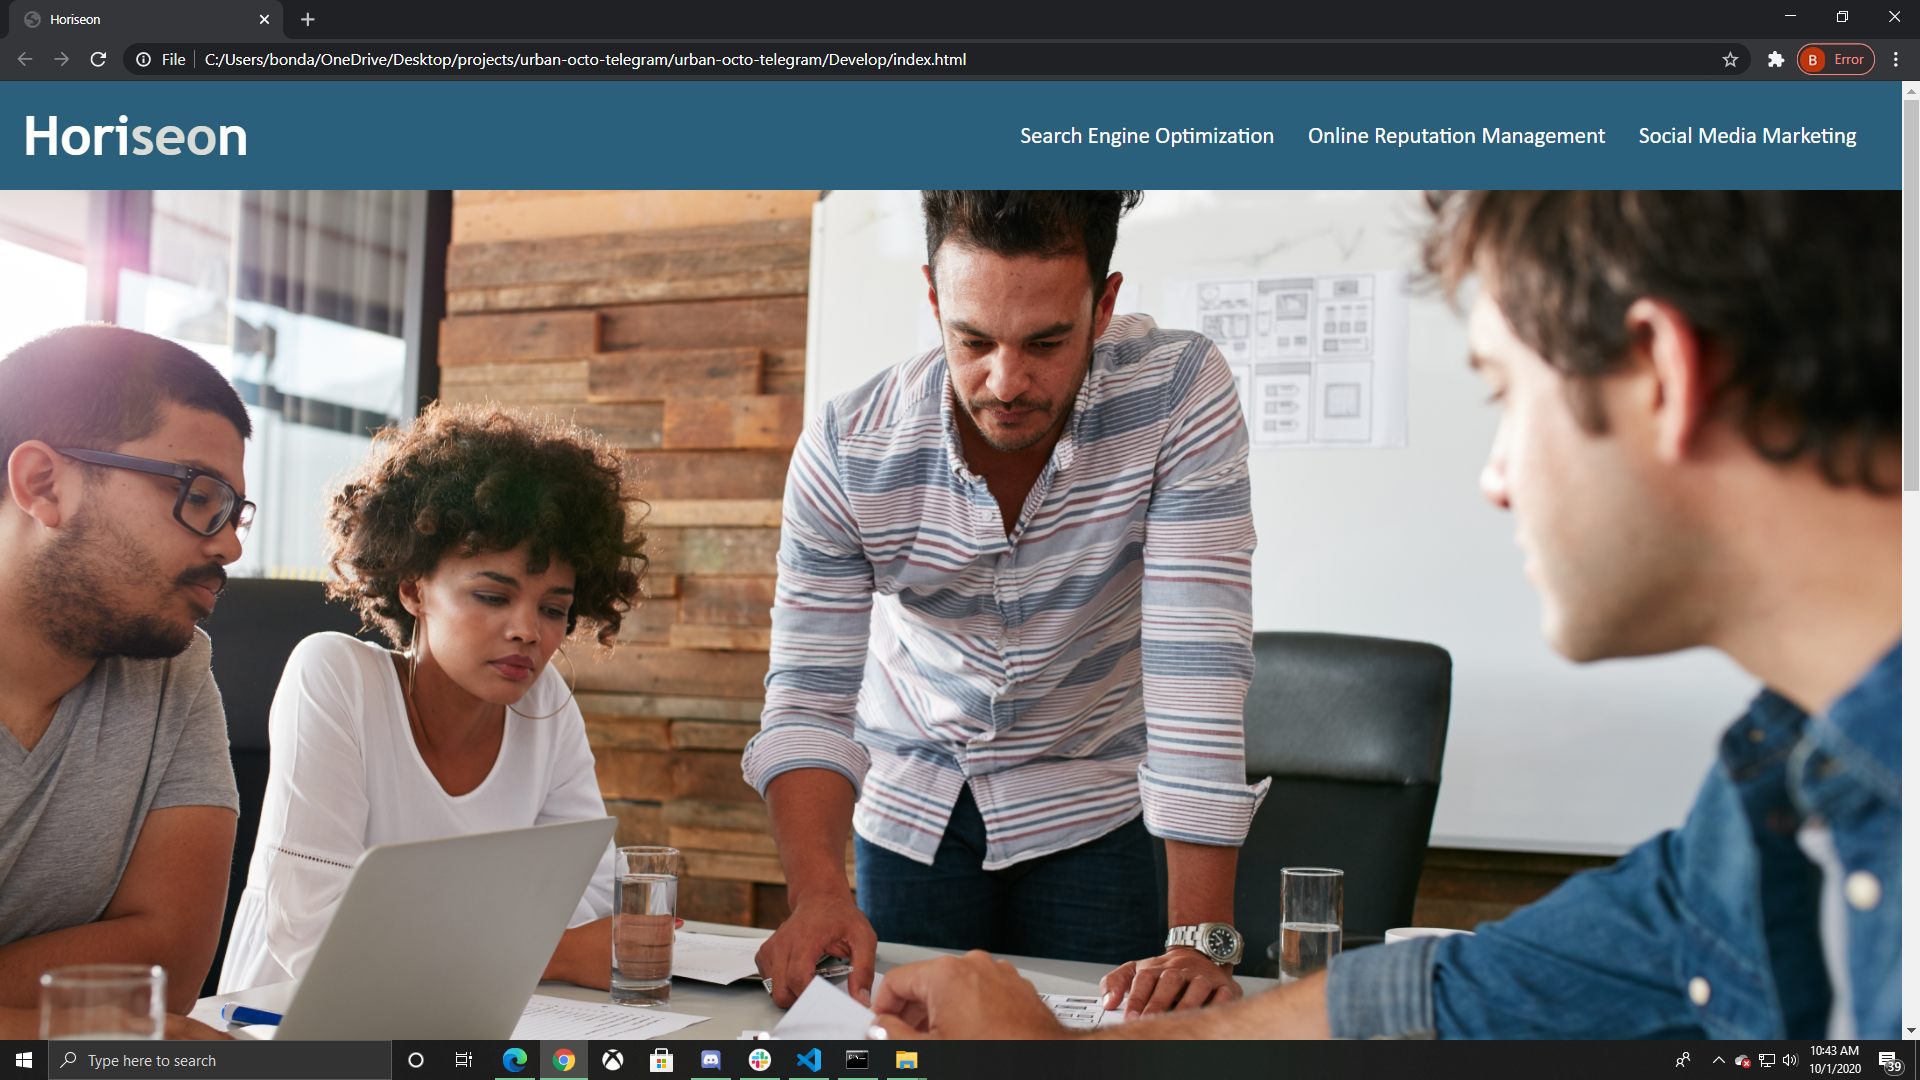 Horiseon
File
C:/Users/bonda/OneDrive/Desktop/projects/urban-octo-telegram/urban-octo-telegram/Develop/index.html
B Error
Horiseon
Search Engine Optimization Online Reputation Management Social Media Marketing
Type here to search
10:43 AM
10/1/2020
39